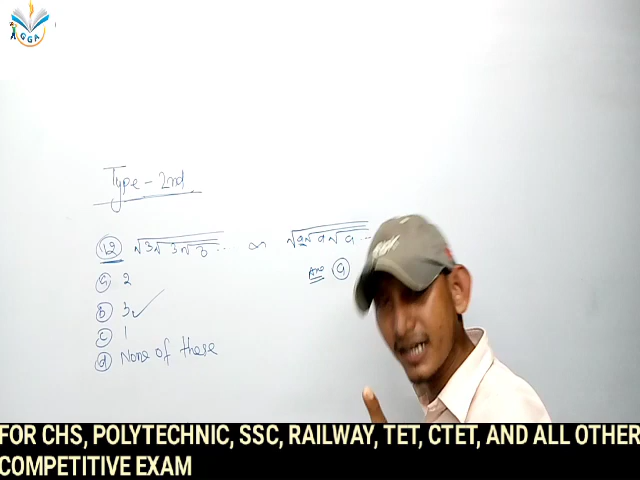 GGA
Type - 2nd
12 √3√3√3... or √a√a√a...
Ans a
a 2
b 3 ✓
c 1
d None of these
FOR CHS, POLYTECHNIC, SSC, RAILWAY, TET, CTET, AND ALL OTHER
COMPETITIVE EXAM